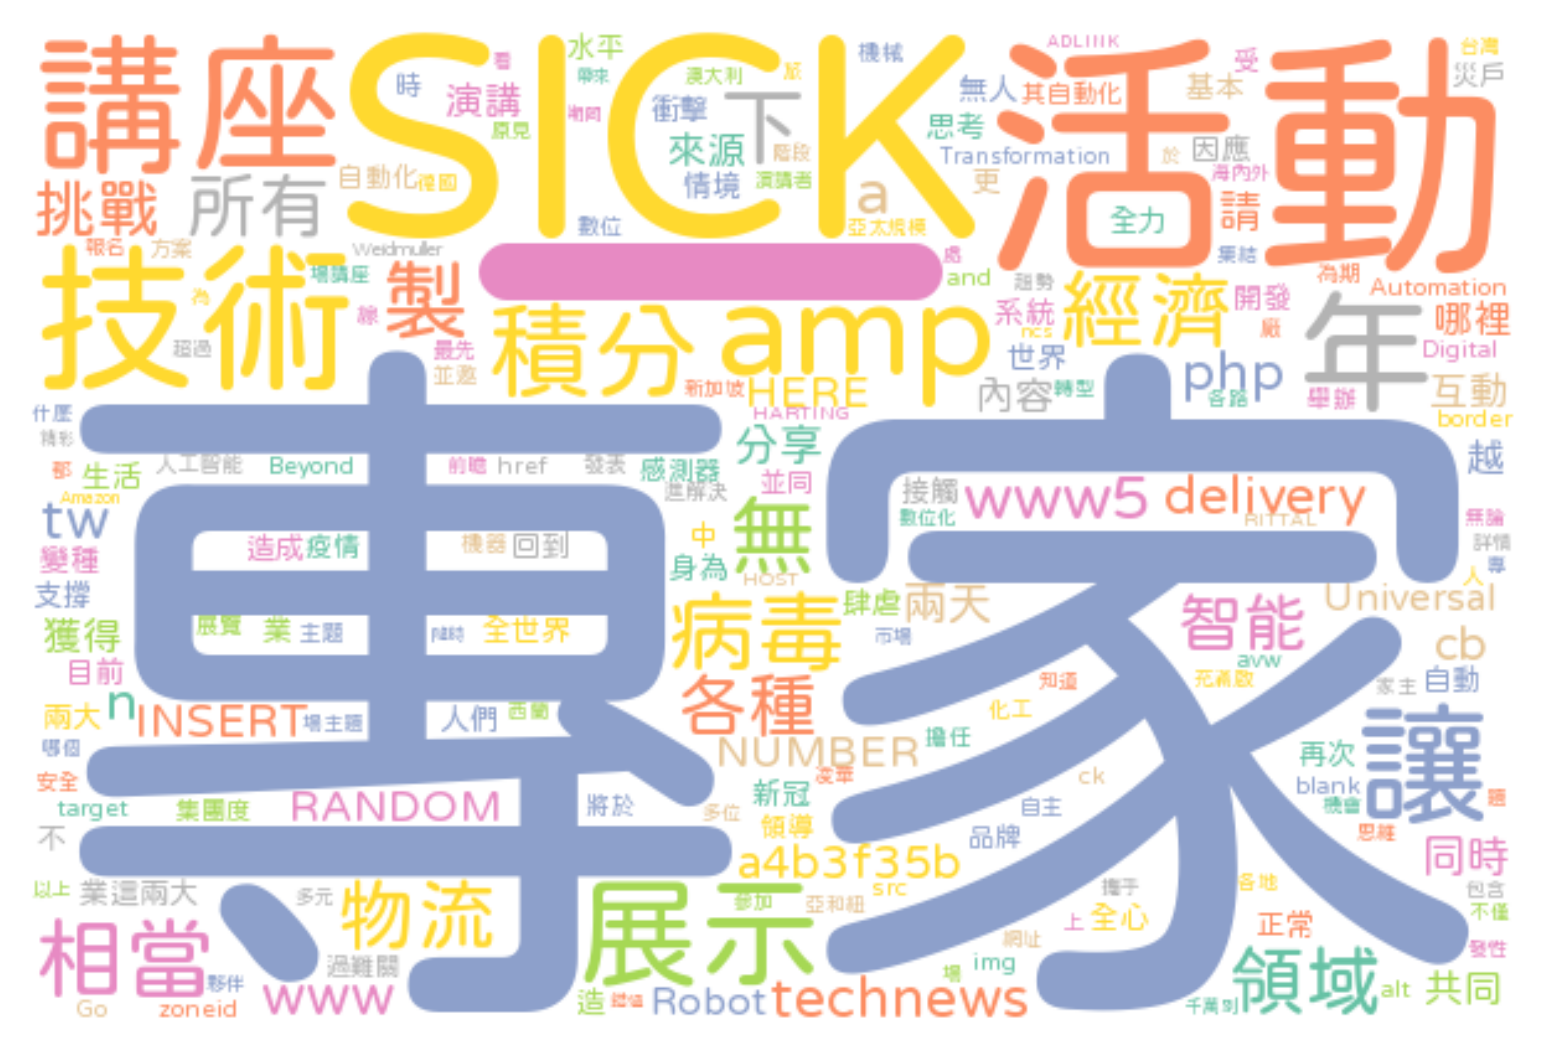 講座
SICK
活動
水平
機械
ADLINK
台灣
受
災戶
看
帶來
澳大利
時
演講
衝擊
下
無人
其自動化
基本
原見
思考
來源
階段
Transformation
於
因應
挑戰
所有
自動化
德國
情境
演講者
a
更
海內外
請
全力
數位
亞太規模
集結
報名
方案
Weidmuller
技術
場講座
製
處
and
趨勢
經濟
開發
為期
Automation
為
線
積分
amp
系統
ncs
廠
年
哪裡
超過
最先
並邀
世界
Digital
新加坡
HERE
內容
轉型
php
各路
舉辦
互動
什麼
HARTING
border
精彩
專家
分享
都
生活
人工智能
Beyond
前瞻
href
發表
感測器
越
並同
進解決
接觸
www5
delivery
Amazon
tw
無
數位化
RITTAL
無論
中
造成
疫情
機器
回到
詳情
變種
身為
HOST
專
人
支撐
病毒
肆虐
兩天
Universal
智能
展覽
業
主題
臨時
全世界
獲得
市場
cb
目前
avw
各種
知道
充滿啟
家主
自動
n
兩大
INSERT
場主題
人們
西蘭
化工
讓
哪個
NUMBER
擔任
再次
安全
凌華
ck
blank
新冠
target
集團度
RANDOM
將於
多位
自主
機會
題
不
領導
品牌
思維
a4b3f35b
同時
以上
業這兩大
多元
物流
展示
參加
src
亞和紐
攜手
各地
包含
上
全心
不僅
相當
正常
過難關
網址
發性
夥伴
場
img
領域
alt
共同
Go
zoneid
www
造
Robot
technews
千萬別